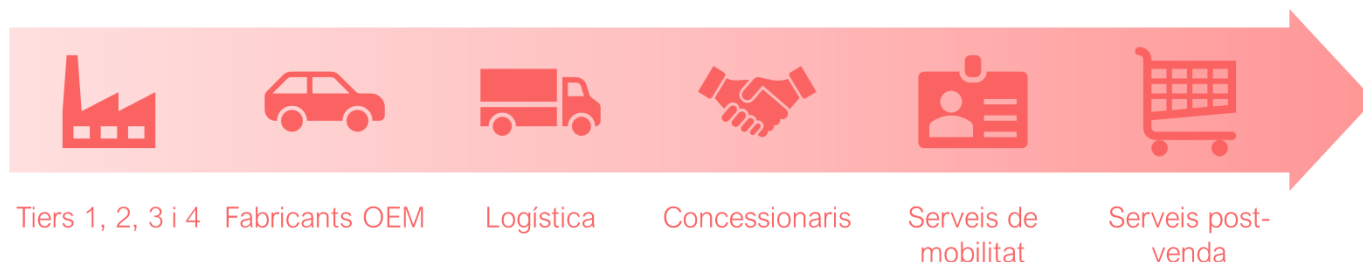 Tiers 1, 2, 3 i 4
Fabricants OEM
Logística
Concessionaris
Serveis de
mobilitat
Serveis post-
venda